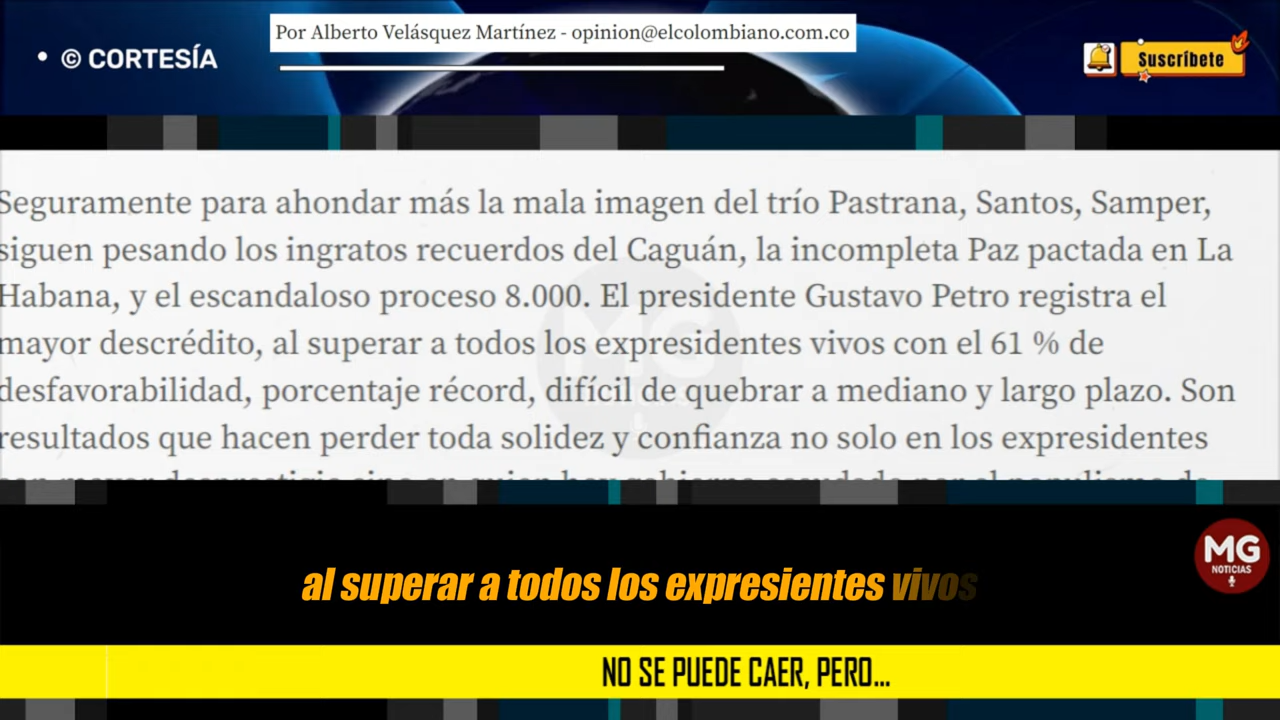 Por Alberto Velásquez Martínez - opinion@elcolombiano.com.co
• © CORTESÍA
Suscríbete
Seguramente para ahondar más la mala imagen del trío Pastrana, Santos, Samper,
siguen pesando los ingratos recuerdos del Caguán, la incompleta Paz pactada en La
Habana, y el escandaloso proceso 8.000. El presidente Gustavo Petro registra el
mayor descrédito, al superar a todos los expresidentes vivos con el 61 % de
desfavorabilidad, porcentaje récord, difícil de quebrar a mediano y largo plazo. Son
resultados que hacen perder toda solidez y confianza no solo en los expresidentes
MG
NOTICIAS
al superar a todos los expresientes vivos
NO SE PUEDE CAER, PERO...